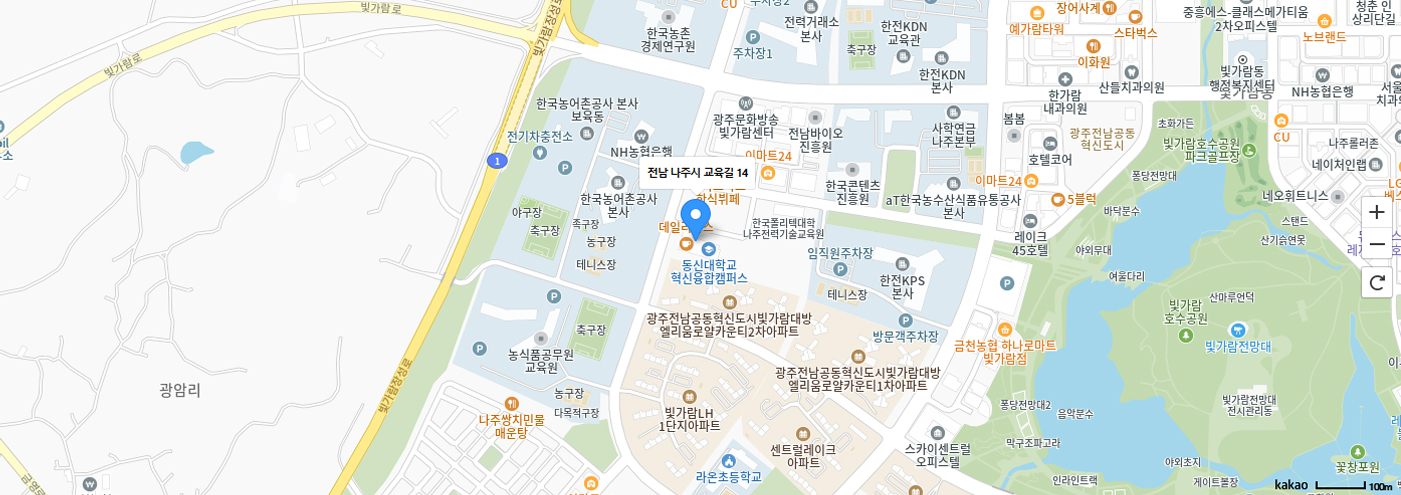 빛가람로
CU
주차장2
장어사계
중흥에스-클래스메가티움
2차오피스텔
청춘 인
상리단길
한국농촌
경제연구원
전력거래소
본사
한전KDN
교육관
예가람타워
스타벅스
노브랜드
주차장1
축구장
이화원
빛가람장성로
빛가람로
한전KDN
본사
산들치과의원
빛가람동
행정복지센터
빛가람동
NH농협은행
서울
치과의
한가람
내과의원
한국농어촌공사 본사
보육동
광주문화방송
빛가람센터
전남바이오
진흥원
사학연금
나주본부
봄봄
광주전남공동
혁신도시
초화가든
CU
전기차충전소
NH농협은행
이마트24
호텔코어
빛가람호수공원
파크골프장
나주롤러존
네이처인랩
1
전남 나주시 교육길 14
한식뷔페
한국콘텐츠
진흥원
이마트24
aT한국농수산식품유통공사
본사
5블럭
퐁당전망대
네오휘트니스
한국농어촌공사
본사
야구장
축구장
족구장
농구장
테니스장
데일리
한국폴리텍대학
나주전력기술교육원
레이크
45호텔
바닥분수
스탠드
산기슭연못
야외무대
동신대학교
혁신융합캠퍼스
임직원주차장
한전KPS
본사
테니스장
여울다리
산마루언덕
빛가람
호수공원
광주전남공동혁신도시빛가람대방
엘리움로얄카운티2차아파트
방문객주차장
금천농협 하나로마트
빛가람점
빛가람전망대
축구장
농식품공무원
교육원
광주전남공동혁신도시빛가람대방
엘리움로얄카운티1차아파트
광암리
빛가람장성로
농구장
다목적구장
나주쌍치민물
매운탕
빛가람LH
1단지아파트
퐁당전망대2
음악분수
빛가람전망대
전시관리동
센트럴레이크
아파트
스카이센트럴
오피스텔
막구조파고라
라온초등학교
야외초지
꽃창포원
인라인트랙
게이트볼장
kakao
100m